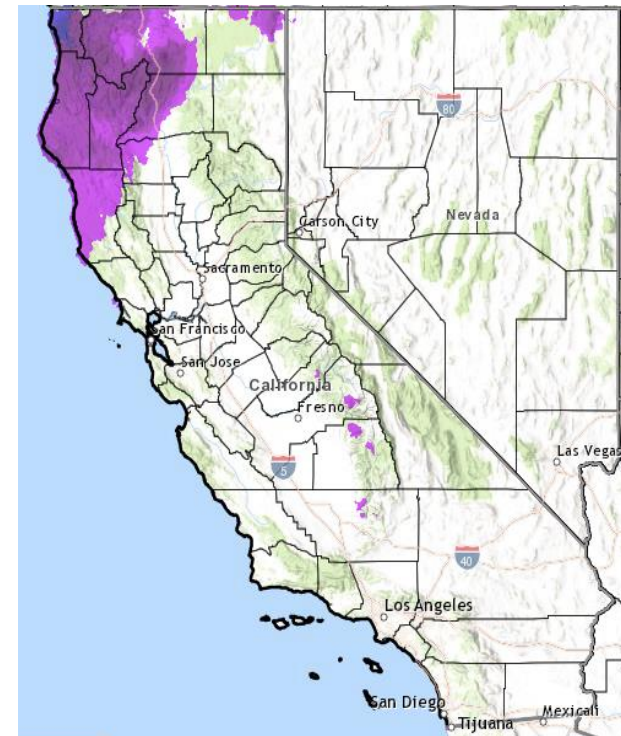 80
Carson City
Nevada
Sacramento
San Francisco
San Jose
California
Fresno
Las Vegas
5
40
Los Angeles
San Diego
Mexicali
Tijuana